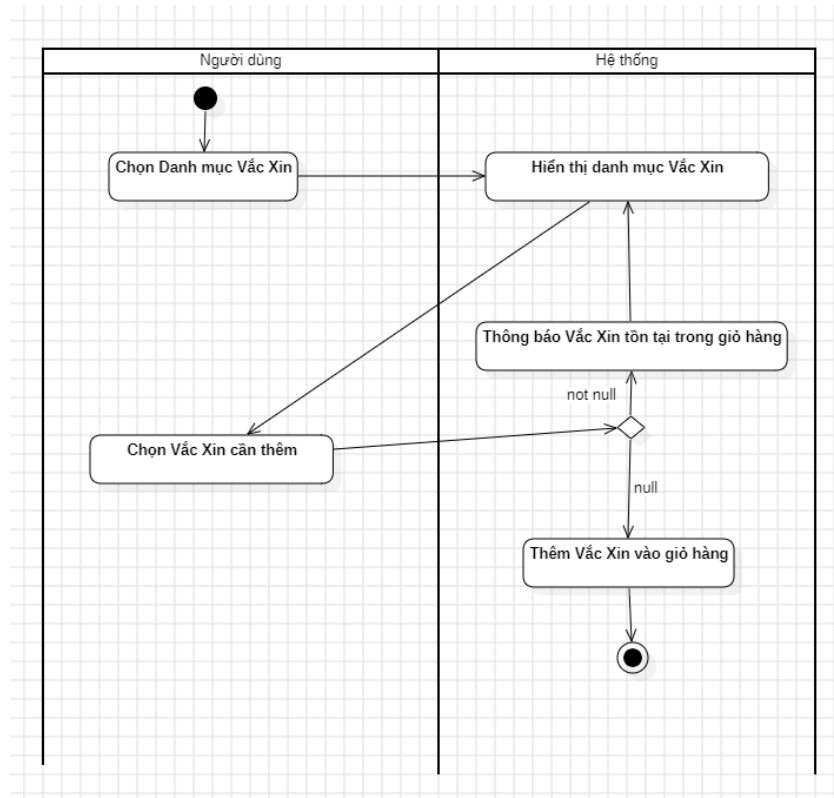 Người dùng
Hệ thống
Chọn Danh mục Vắc Xin
Hiển thị danh mục Vắc Xin
Thông báo Vắc Xin tồn tại trong giỏ hàng
not null
Chọn Vắc Xin cần thêm
null
Thêm Vắc Xin vào giỏ hàng